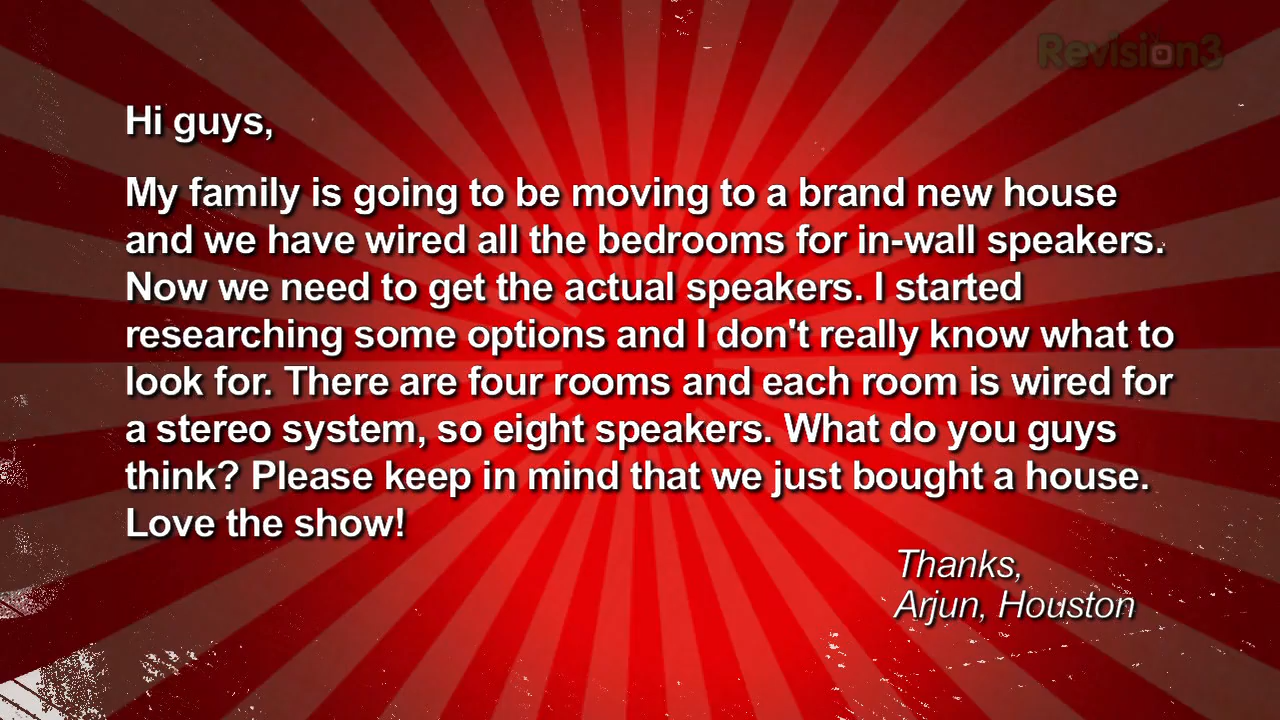 Revision3
Hi guys,
My family is going to be moving to a brand new house
and we have wired all the bedrooms for in-wall speakers.
Now we need to get the actual speakers. I started
researching some options and I don't really know what to
look for. There are four rooms and each room is wired for
a stereo system, so eight speakers. What do you guys
think? Please keep in mind that we just bought a house.
Love the show!
Thanks,
Arjun, Houston